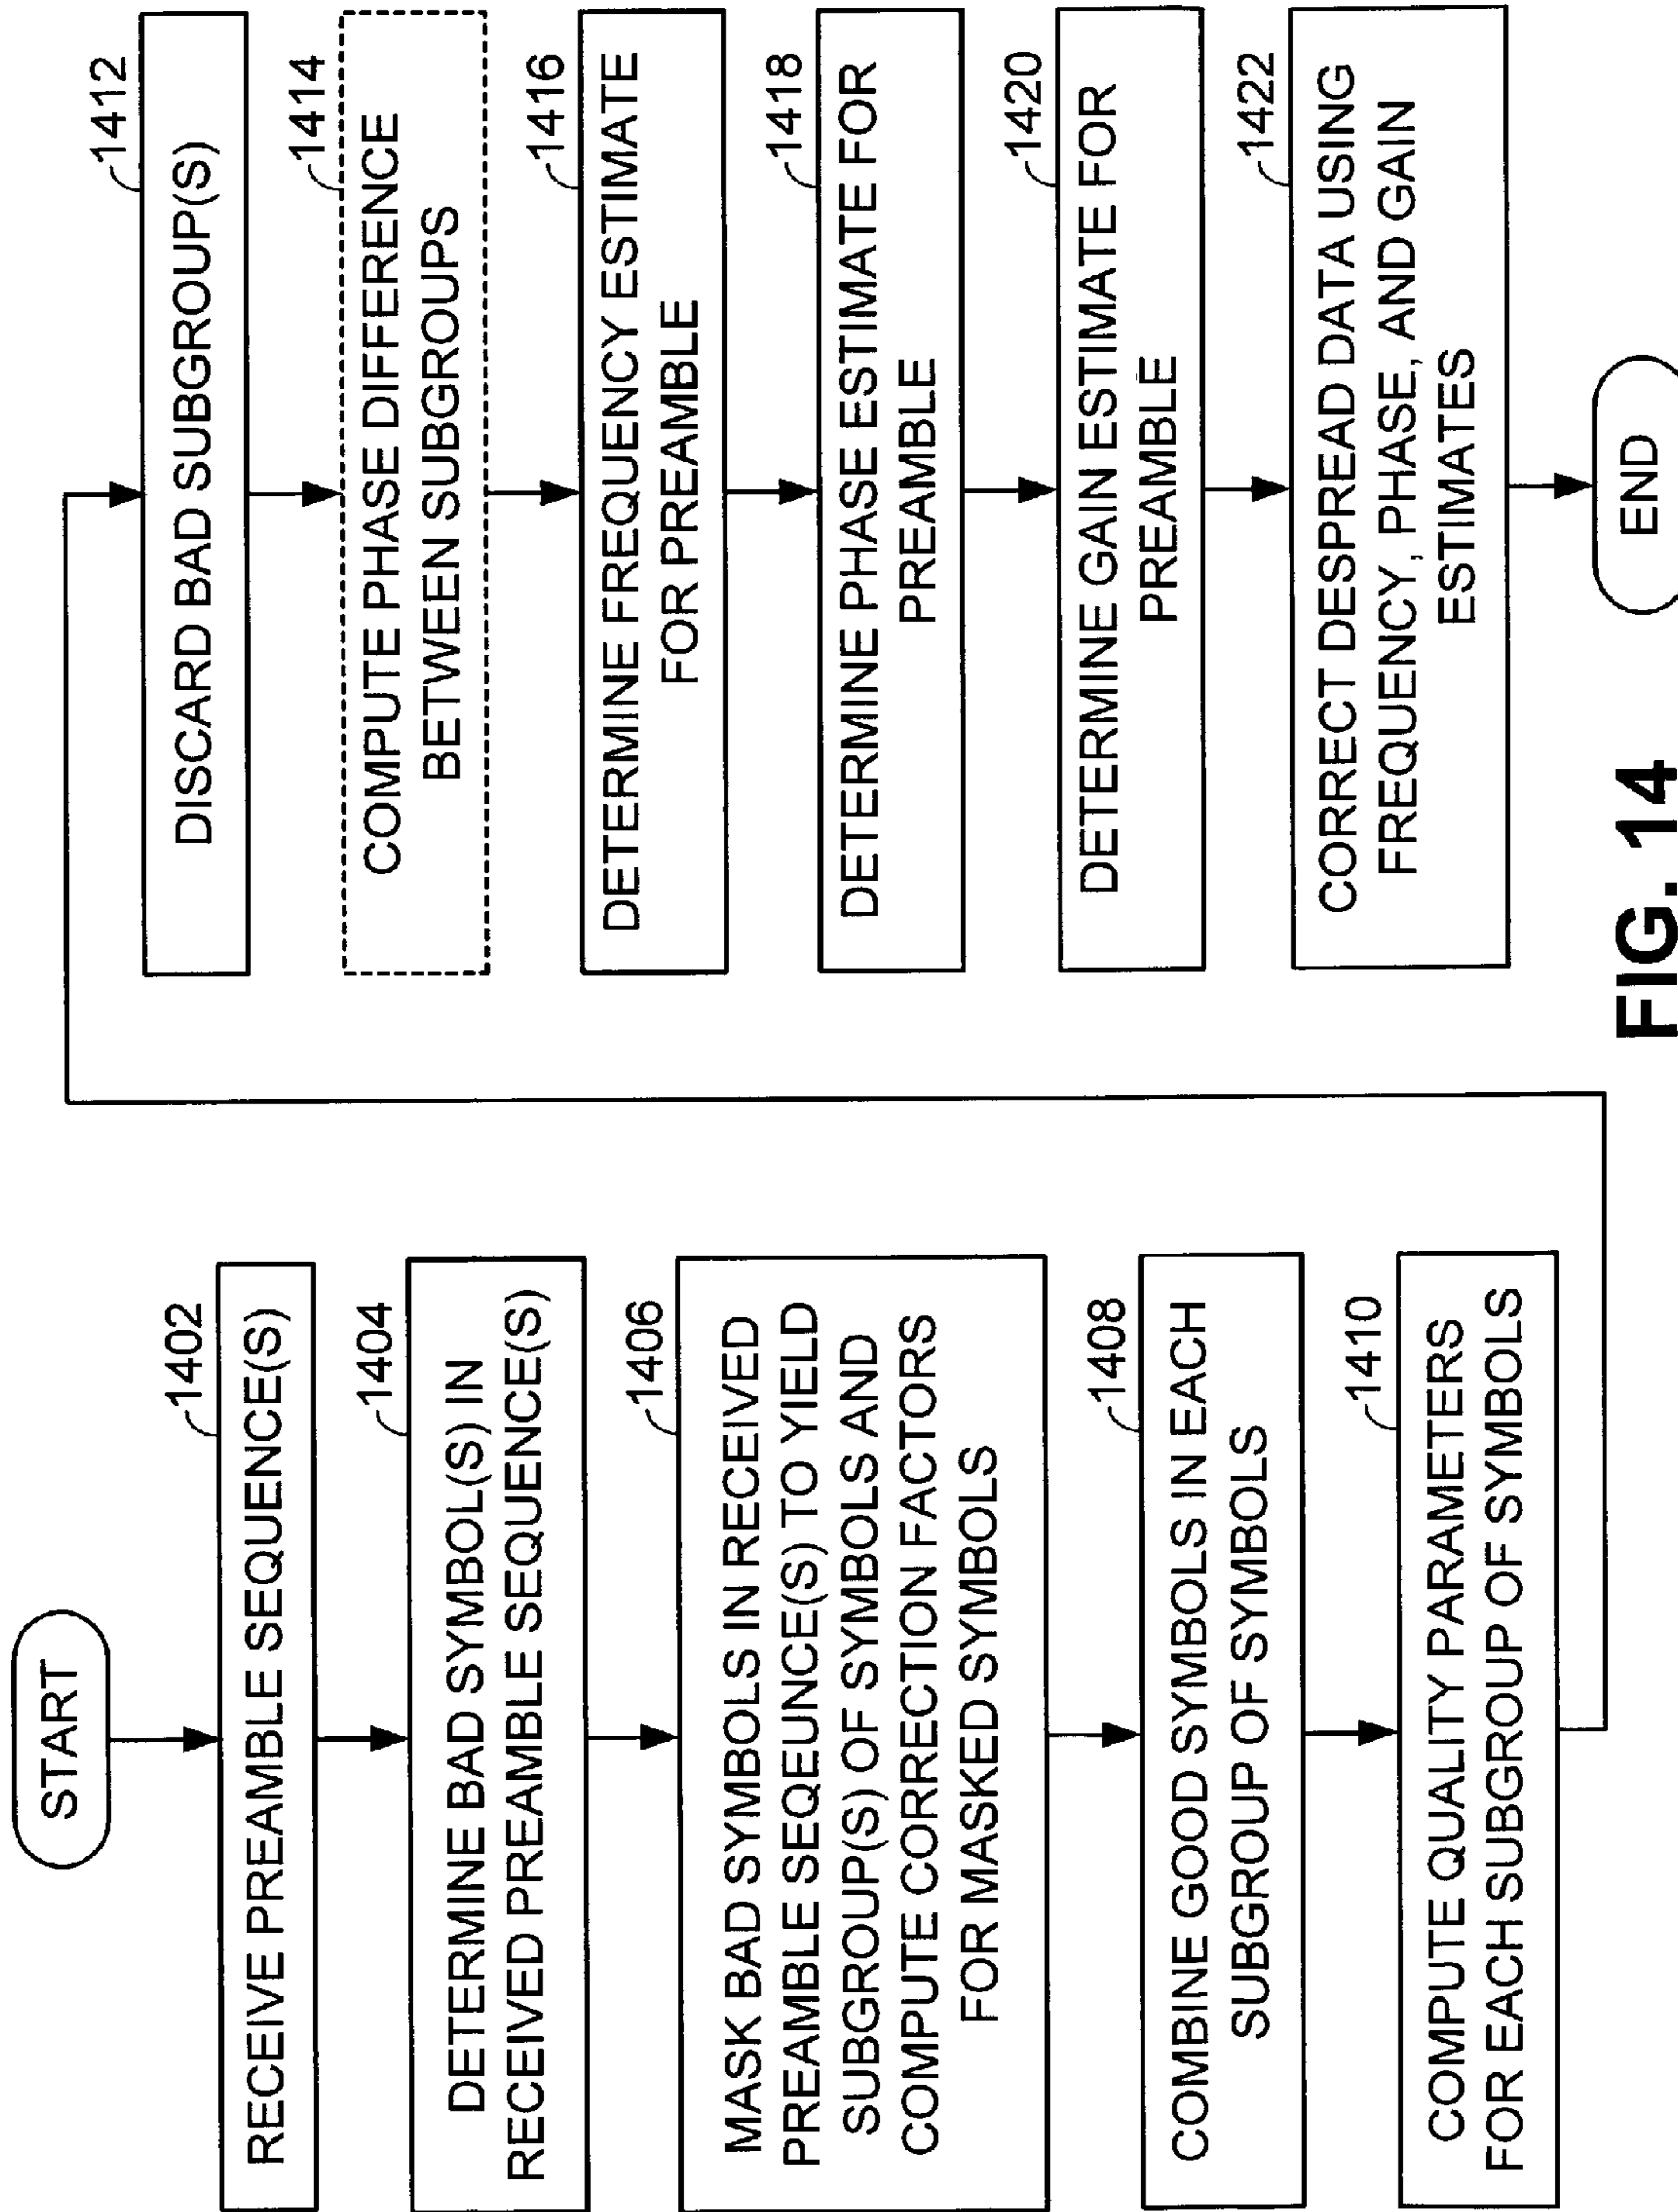 START
1402
RECEIVE PREAMBLE SEQUENCE(S)
1404
DETERMINE BAD SYMBOL(S) IN
RECEIVED PREAMBLE SEQUENCE(S)
1406
MASK BAD SYMBOLS IN RECEIVED
PREAMBLE SEQEUNCE(S) TO YIELD
SUBGROUP(S) OF SYMBOLS AND
COMPUTE CORRECTION FACTORS
FOR MASKED SYMBOLS
1408
COMBINE GOOD SYMBOLS IN EACH
SUBGROUP OF SYMBOLS
1410
COMPUTE QUALITY PARAMETERS
FOR EACH SUBGROUP OF SYMBOLS
1412
DISCARD BAD SUBGROUP(S)
1414
COMPUTE PHASE DIFFERENCE
BETWEEN SUBGROUPS
1416
DETERMINE FREQUENCY ESTIMATE
FOR PREAMBLE
1418
DETERMINE PHASE ESTIMATE FOR
PREAMBLE
1420
DETERMINE GAIN ESTIMATE FOR
PREAMBLE
1422
CORRECT DESPREAD DATA USING
FREQUENCY, PHASE, AND GAIN
ESTIMATES
END
FIG. 14